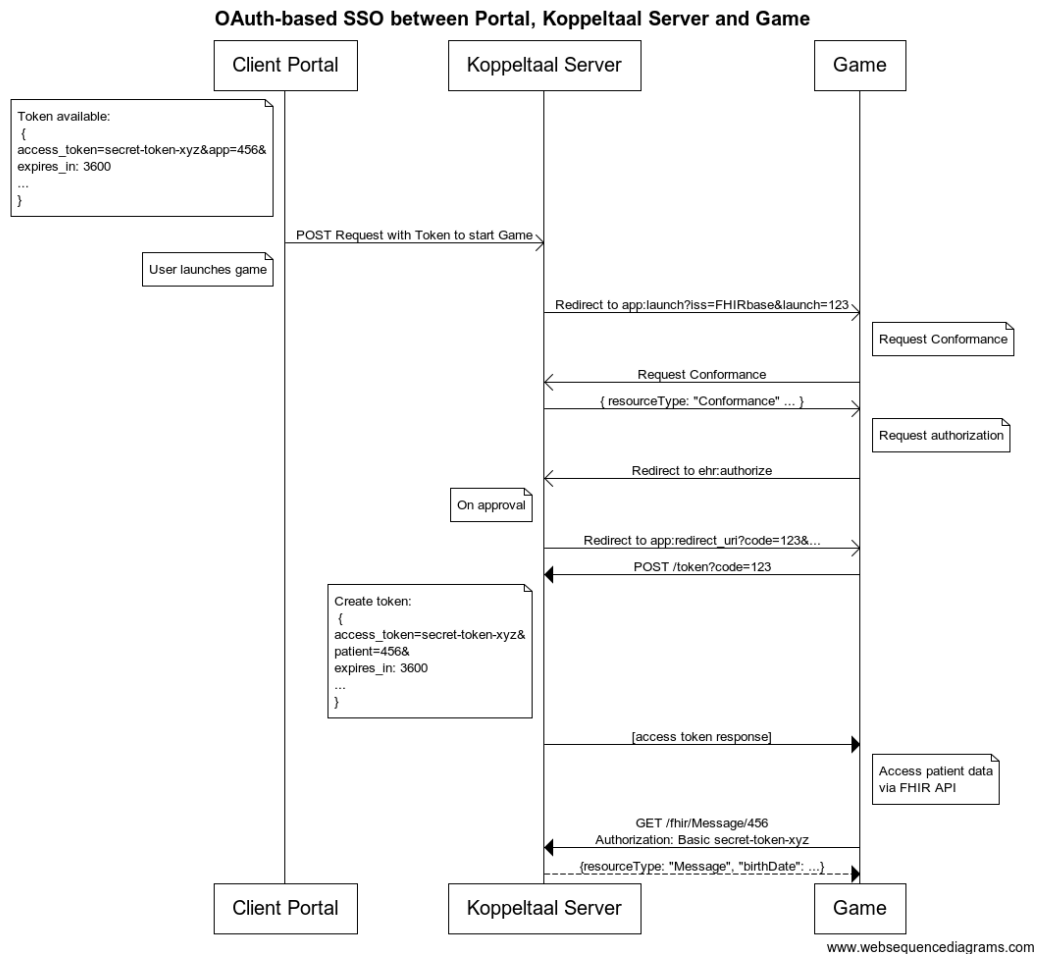 OAuth-based SSO between Portal, Koppeltaal Server and Game
Client Portal
Koppeltaal Server
Game
Token available:
{
access_token=secret-token-xyz&app=456&
expires_in: 3600
...
}
POST Request with Token to start Game
User launches game
Redirect to app:launch?iss=FHIRbase&launch=123
Request Conformance
Request Conformance
{ resourceType: "Conformance" ... }
Request authorization
Redirect to ehr:authorize
On approval
Redirect to app:redirect_uri?code=123&...
POST /token?code=123
Create token:
{
access_token=secret-token-xyz&
patient=456&
expires_in: 3600
...
}
[access token response]
Access patient data
via FHIR API
GET /fhir/Message/456
Authorization: Basic secret-token-xyz
{resourceType: "Message", "birthDate": ...}
Client Portal
Koppeltaal Server
Game
www.websequencediagrams.com